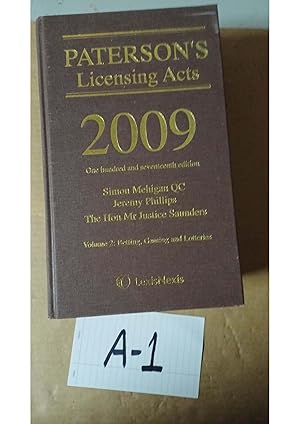 PATERSON'S
Licensing Acts
2009
One hundred and seventeenth edition
Simon Mehigan QC
Jeremy Phillips
The Hon Mr Justice Saunders
Volume 2: Betting, Gaming and Lotteries
LexisNexis
A-1